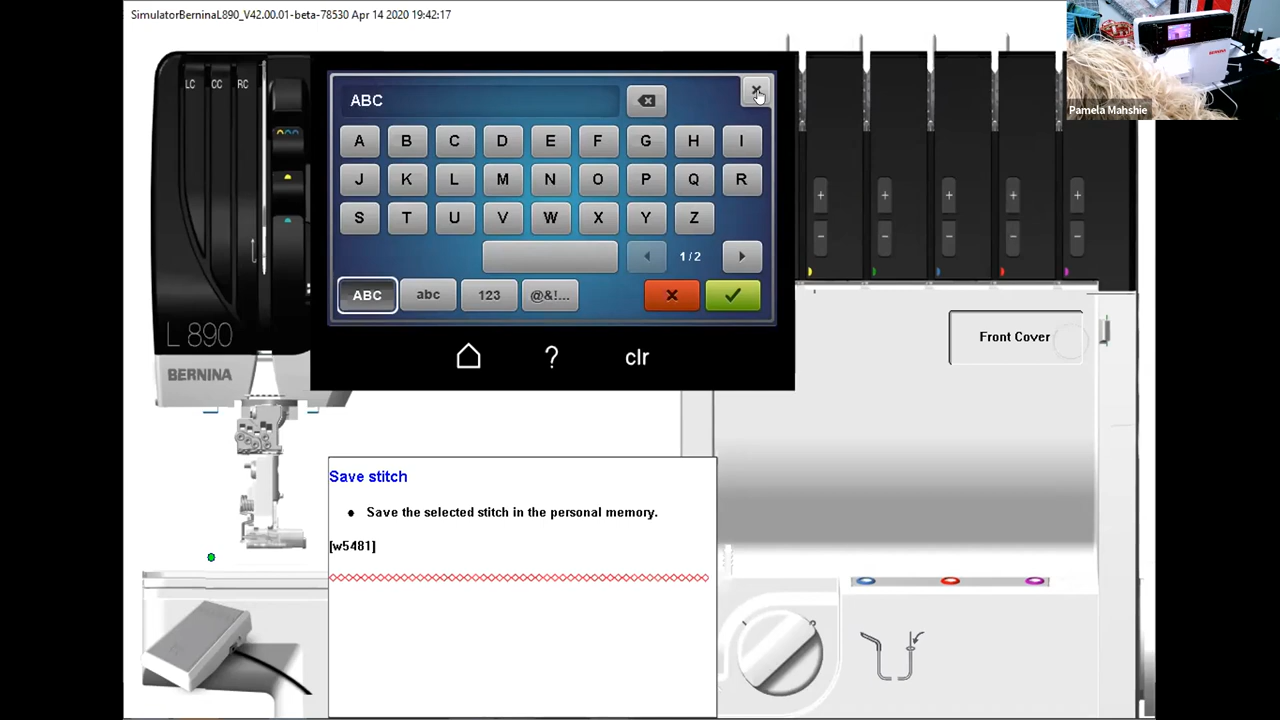 SimulatorBerninaL890_V42.00.01-beta-78530 Apr 14 2020 19:42:17
Pamela Mahshie
LC CC RC
ABC
A B C D E F G H I
J K L M N O P Q R
S T U V W X Y Z
1/2
ABC abc 123 @&!...
? clr
L 890
BERNINA
+ + + + +
- - - - -
Front Cover
Save stitch
• Save the selected stitch in the personal memory.
[w5481]